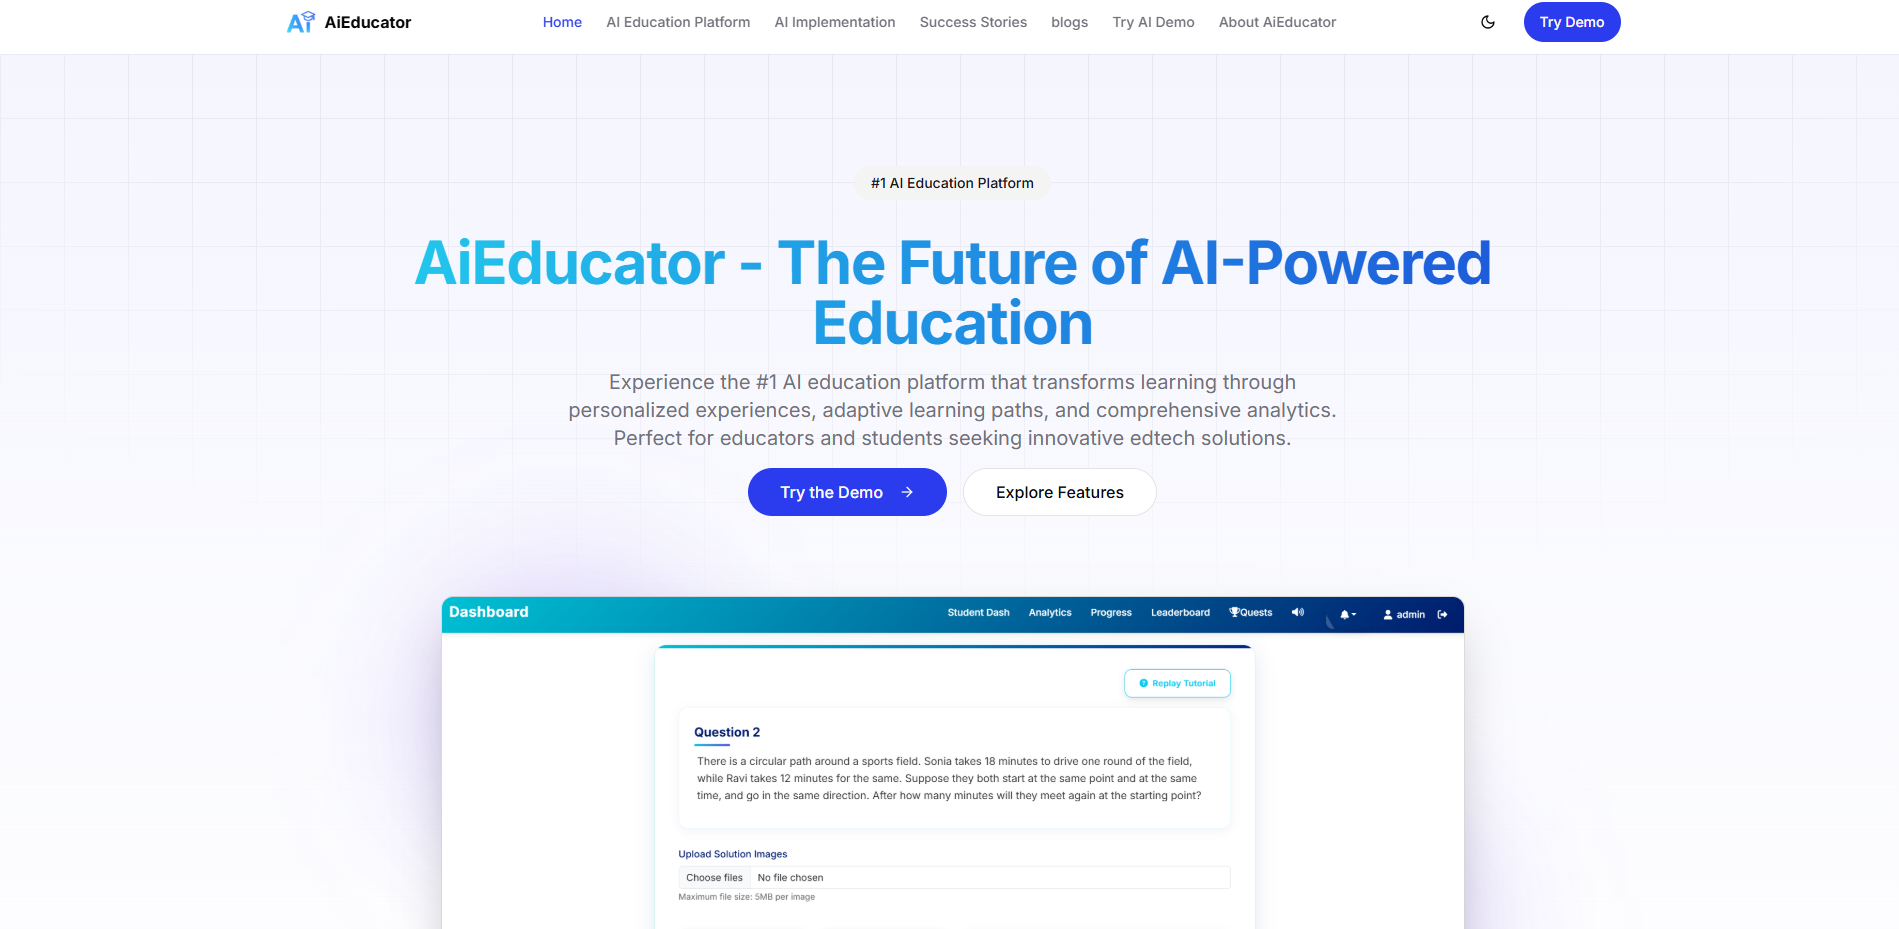 Ai AiEducator
Home AI Education Platform AI Implementation Success Stories blogs Try AI Demo About AiEducator
Try Demo
#1 AI Education Platform
AiEducator - The Future of AI-Powered
Education
Experience the #1 AI education platform that transforms learning through
personalized experiences, adaptive learning paths, and comprehensive analytics.
Perfect for educators and students seeking innovative edtech solutions.
Try the Demo → Explore Features
Dashboard Student Dash Analytics Progress Leaderboard Quests admin
Replay Tutorial
Question 2
There is a circular path around a sports field. Sonia takes 18 minutes to drive one round of the field,
while Ravi takes 12 minutes for the same. Suppose they both start at the same point and at the same
time, and go in the same direction. After how many minutes will they meet again at the starting point?
Upload Solution Images
Choose files No file chosen
Maximum file size: 5MB per image